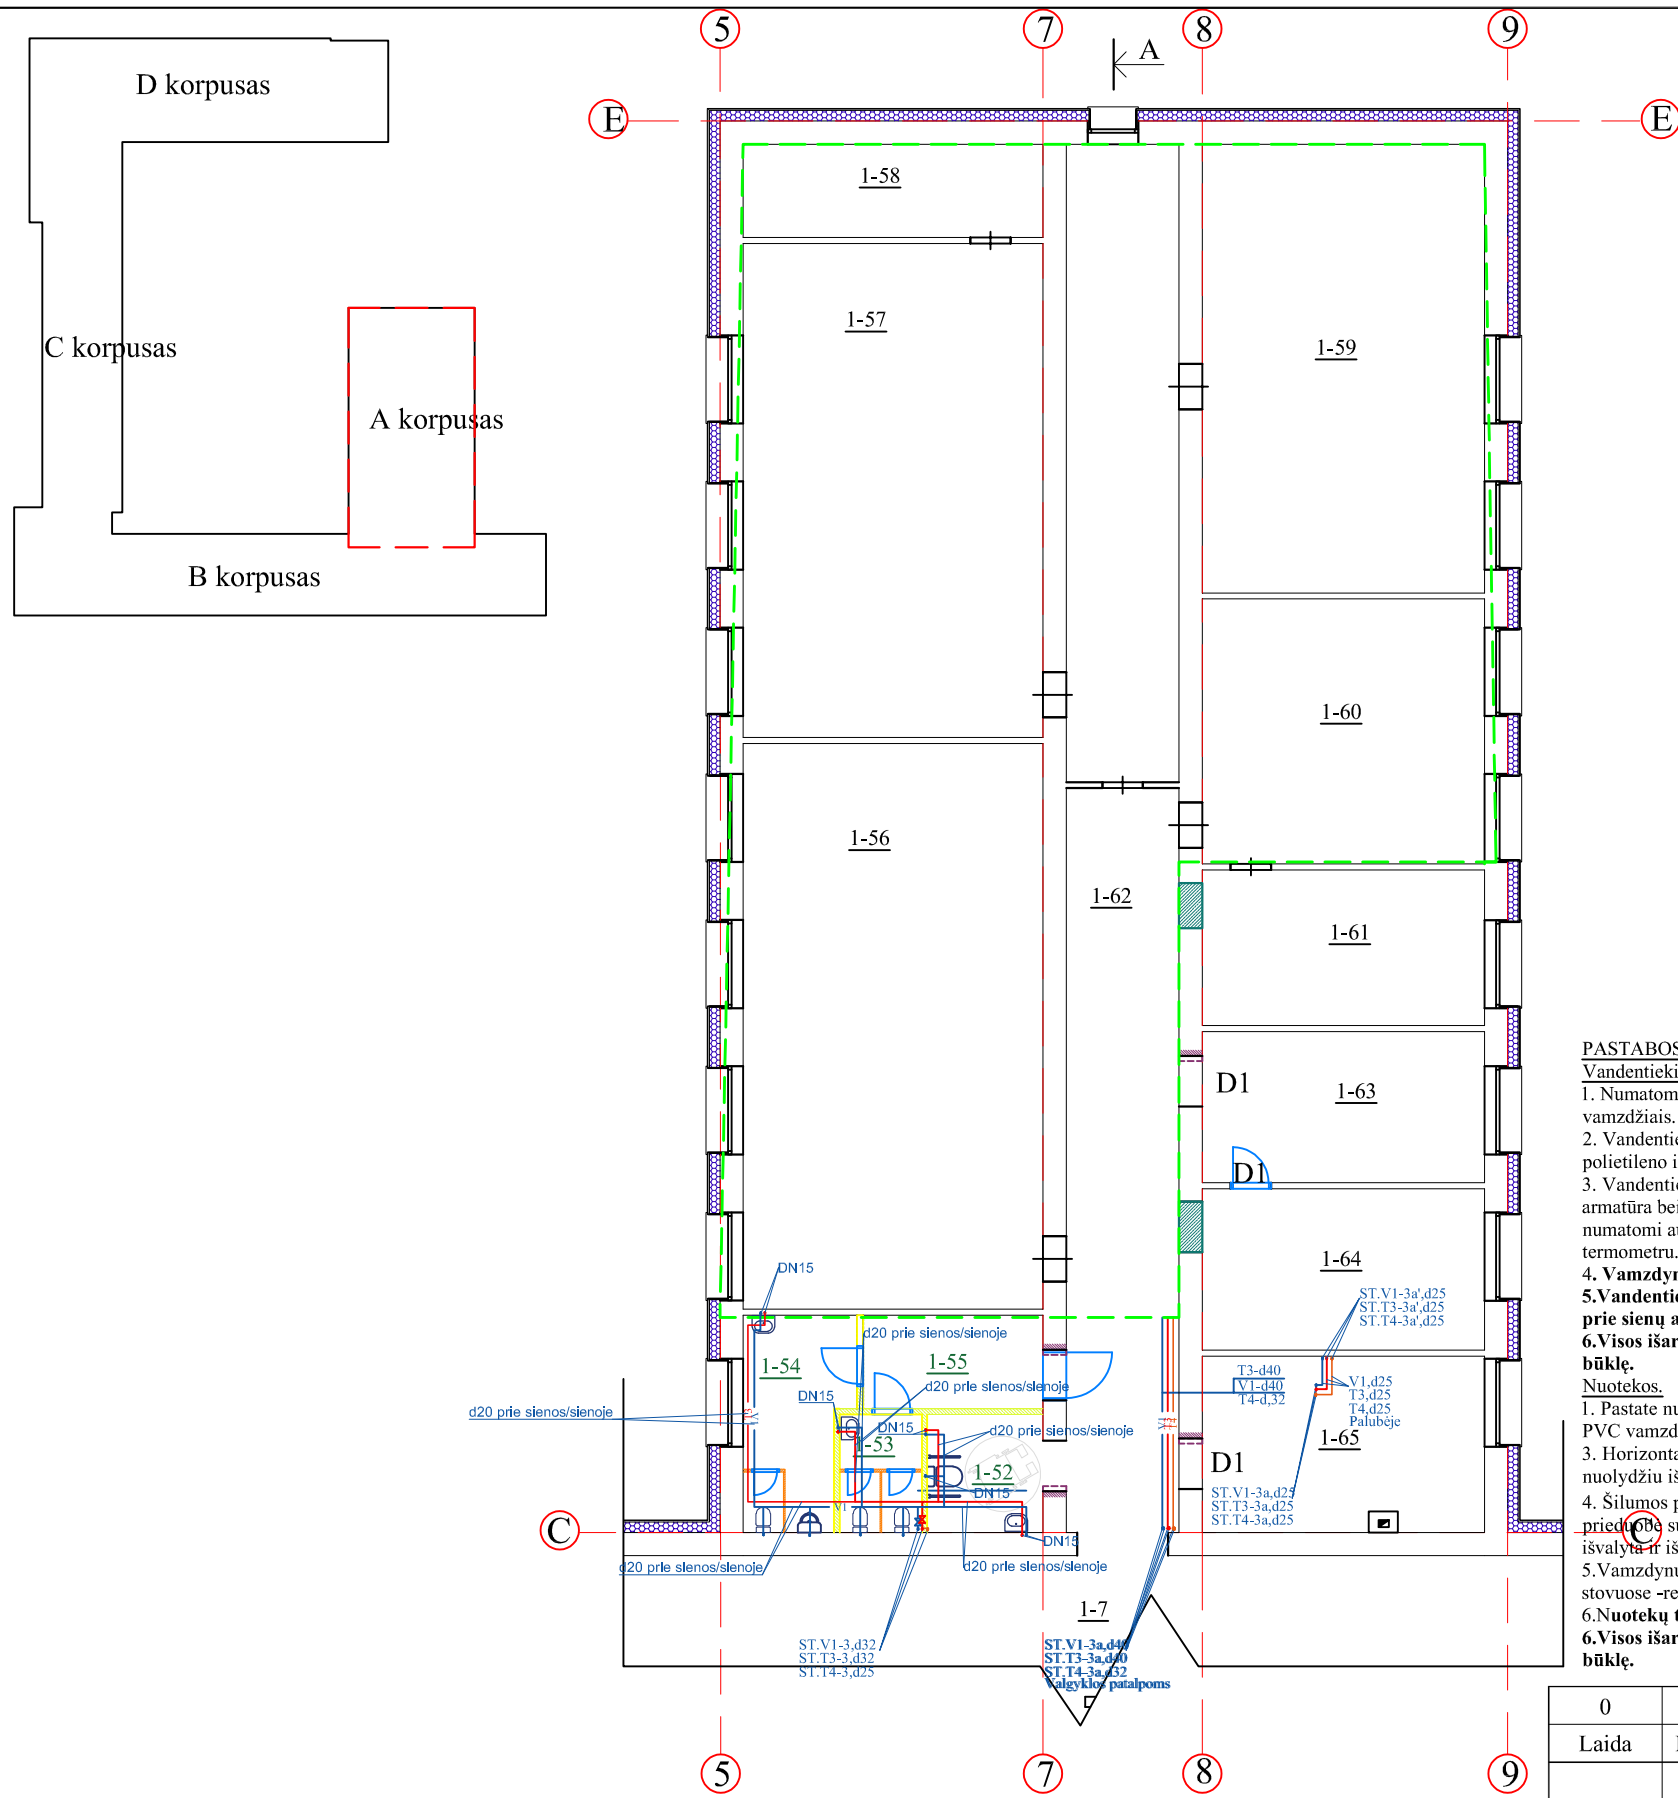 5
7
8
9
A
E
E
D korpusas
C korpusas
A korpusas
B korpusas
1-58
1-57
1-59
1-60
1-56
1-62
1-61
D1
1-63
D1
1-64
DN15
ST.V1-3a',d25
ST.T3-3a',d25
ST.T4-3a',d25
d20 prie sienos/sienoje
1-54
1-55
d20 prie sienos/sienoje
DN15
T3-d40
V1-d40
T4-d,32
V1,d25
T3,d25
T4,d25
Palubėje
d20 prie sienos/sienoje
DN15
d20 prie sienos/sienoje
1-53
1-52
DN15
V1
1-65
D1
ST.V1-3a,d25
ST.T3-3a,d25
ST.T4-3a,d25
C
C
DN15
d20 prie sienos/sienoje
d20 prie sienos/sienoje
1-7
ST.V1-3,d32
ST.T3-3,d32
ST.T4-3,d25
ST.V1-3a,d40
ST.T3-3a,d40
ST.T4-3a,d32
Valgyklos patalpoms
PASTABOS
Vandentieki
1. Numatom
vamzdžiais.
2. Vandentie
polietileno i
3. Vandentie
armatūra bei
numatomi au
termometru.
4. Vamzdyn
5.Vandentie
prie sienų a
6.Visos išar
būklę.
Nuotekos.
1. Pastate nu
PVC vamzd
3. Horizonta
nuolydžiu iš
4. Šilumos p
prieduobė su
išvalyta ir iš
5.Vamzdynu
stovuose -re
6.Nuotekų t
6.Visos išar
būklę.
0
Laida
5
7
8
9